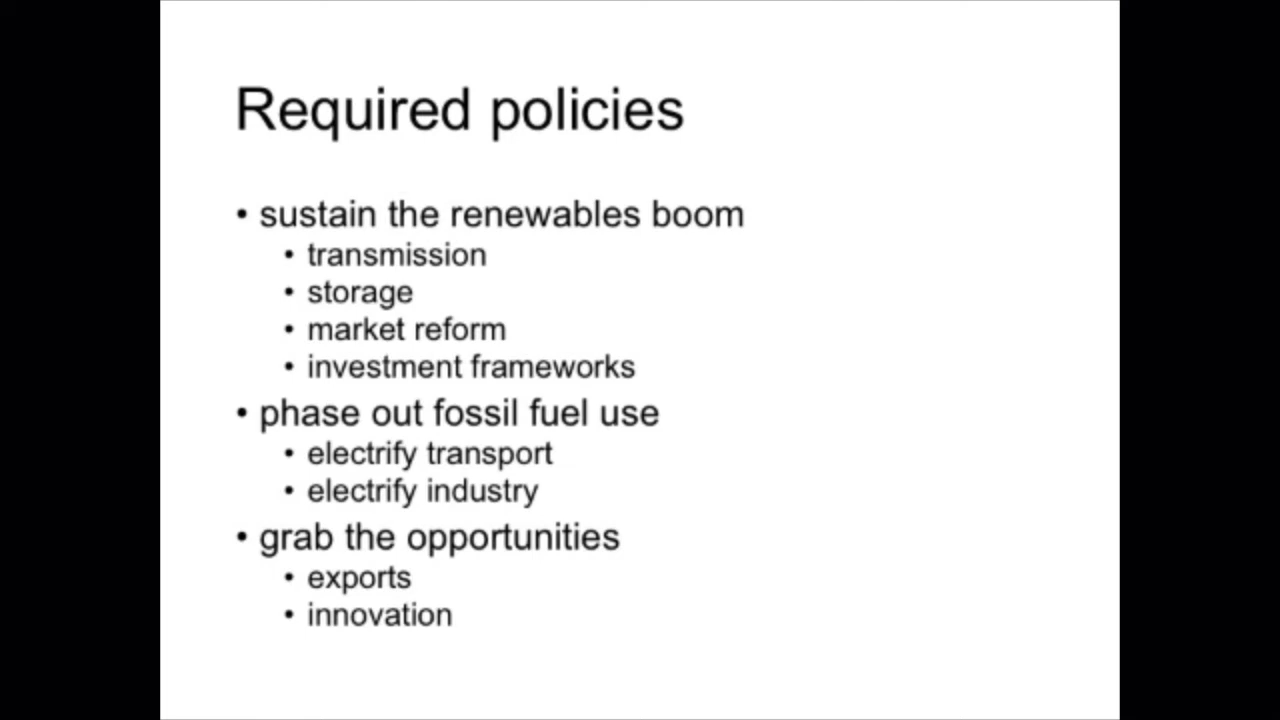 Required policies
• sustain the renewables boom
• transmission
• storage
• market reform
• investment frameworks
• phase out fossil fuel use
• electrify transport
• electrify industry
• grab the opportunities
• exports
• innovation